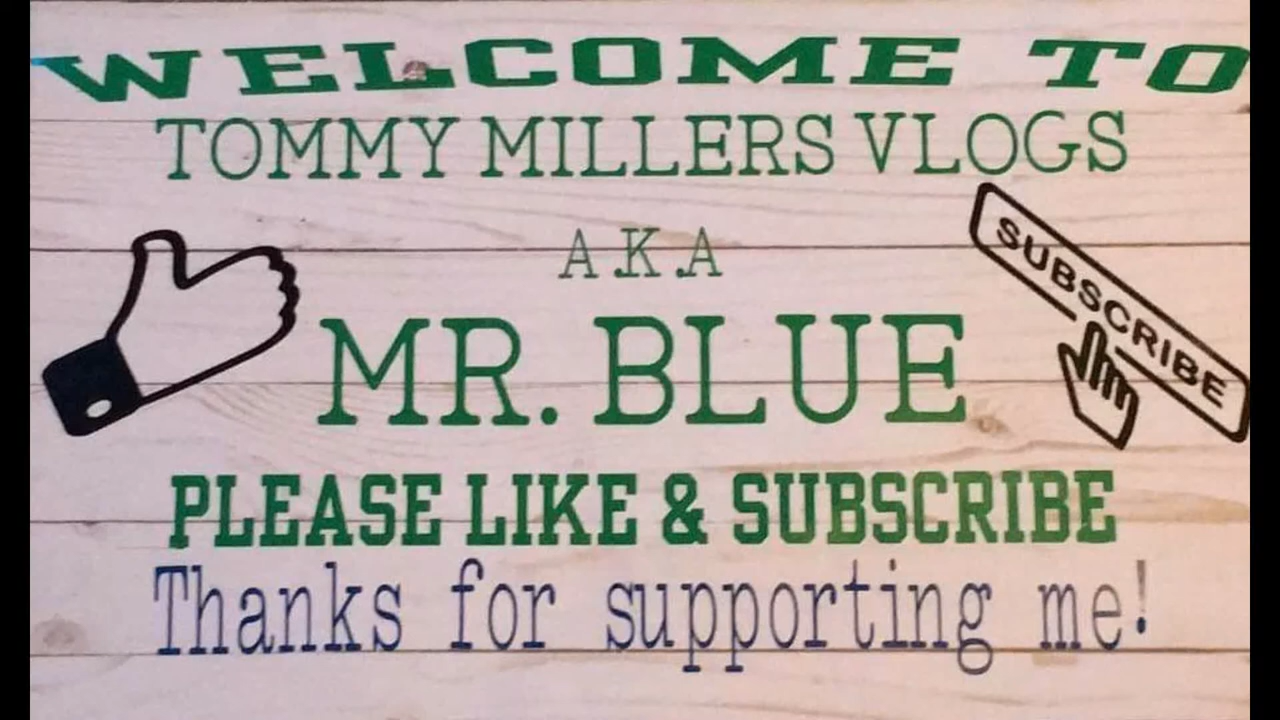 WELCOME TO
TOMMY MILLERS VLOGS
A.K.A
MR. BLUE
SUBSCRIBE
PLEASE LIKE & SUBSCRIBE
Thanks for supporting me!